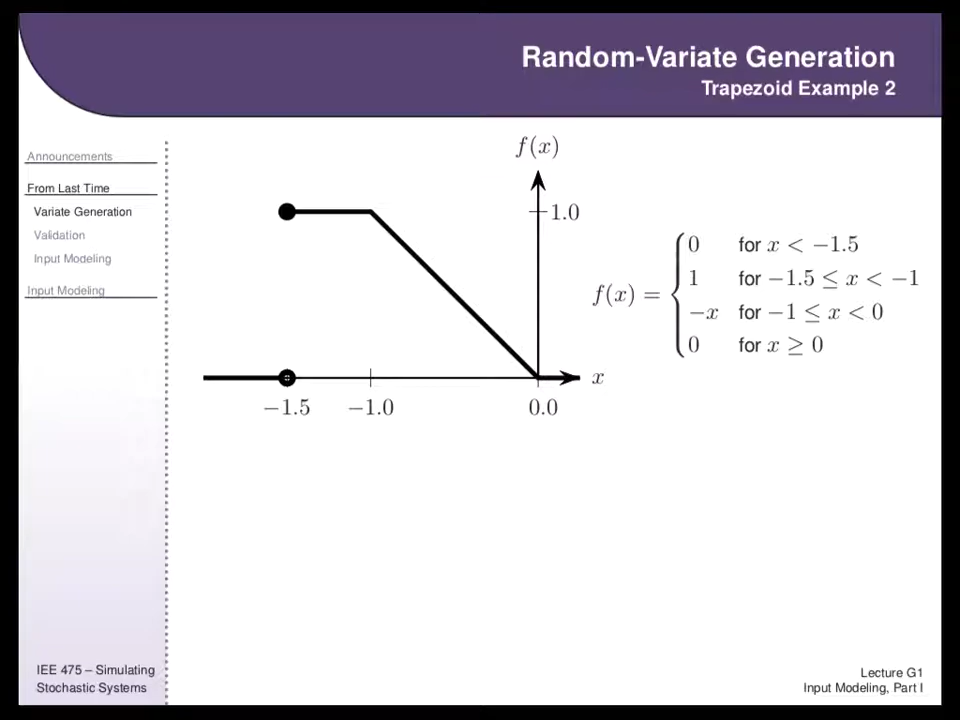 Random-Variate Generation
Trapezoid Example 2
Announcements
From Last Time
Variate Generation
Validation
Input Modeling
Input Modeling
f(x)
1.0
x
−1.5
−1.0
0.0
f(x) =
0 for x < −1.5
1 for −1.5 ≤ x < −1
−x for −1 ≤ x < 0
0 for x ≥ 0
IEE 475 – Simulating
Stochastic Systems
Lecture G1
Input Modeling, Part I